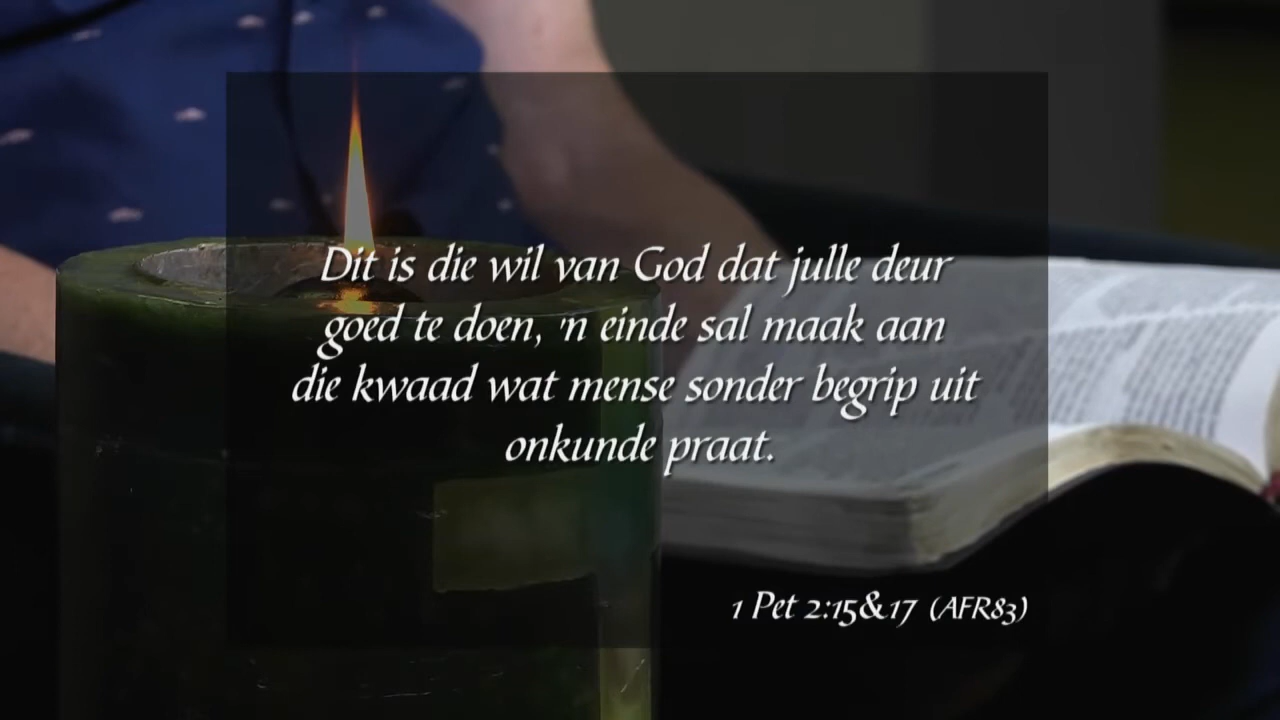 Dit is die wil van God dat julle deur
goed te doen, 'n einde sal maak aan
die kwaad wat mense sonder begrip uit
onkunde praat.
1 Pet 2:15&17 (AFR83)